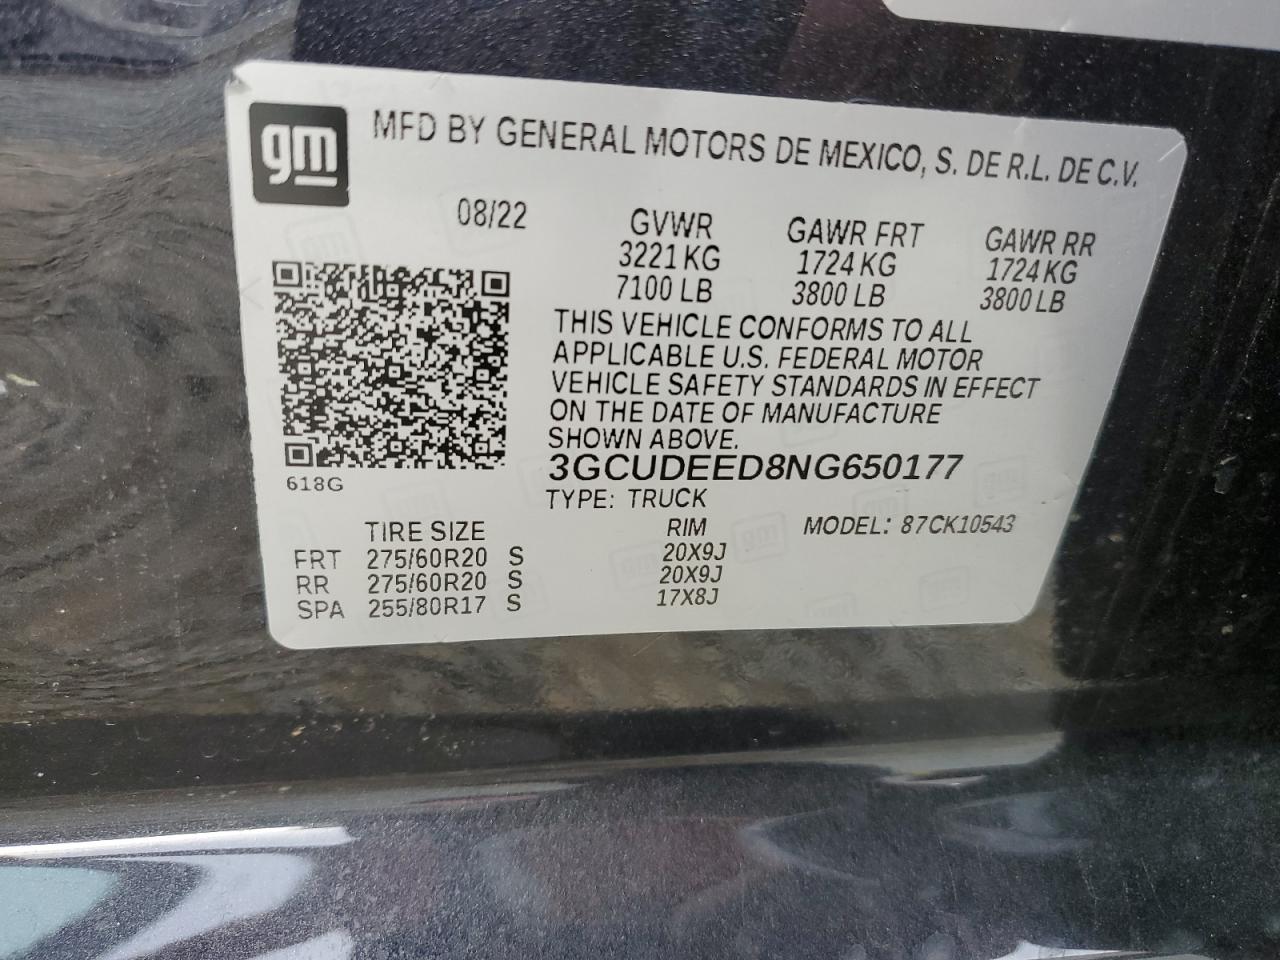 gm
MFD BY GENERAL MOTORS DE MEXICO, S. DE R.L. DE C.V.
08/22 GVWR GAWR FRT GAWR RR
3221 KG 1724 KG 1724 KG
7100 LB 3800 LB 3800 LB
THIS VEHICLE CONFORMS TO ALL
APPLICABLE U.S. FEDERAL MOTOR
VEHICLE SAFETY STANDARDS IN EFFECT
ON THE DATE OF MANUFACTURE
SHOWN ABOVE.
3GCUDEED8NG650177
618G
TYPE: TRUCK
TIRE SIZE RIM MODEL: 87CK10543
FRT 275/60R20 S 20X9J
RR 275/60R20 S 20X9J
SPA 255/80R17 S 17X8J